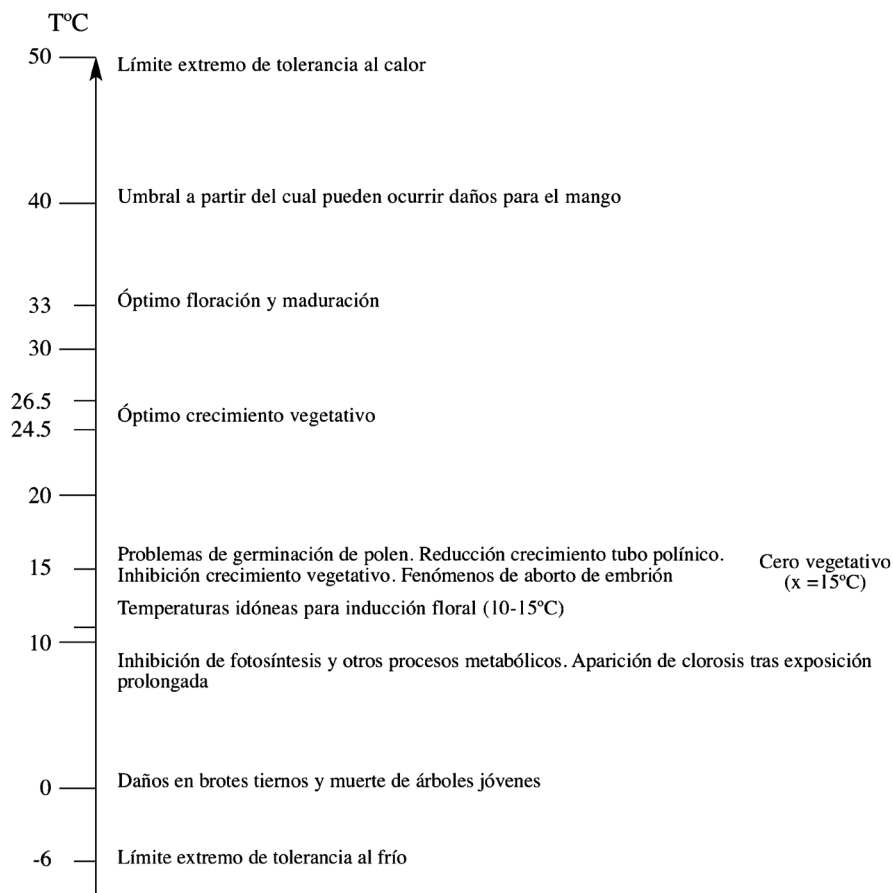 TºC
50 Límite extremo de tolerancia al calor
40 Umbral a partir del cual pueden ocurrir daños para el mango
33 Óptimo floración y maduración
30
26.5
Óptimo crecimiento vegetativo
24.5
20
Problemas de germinación de polen. Reducción crecimiento tubo polínico.
15 Inhibición crecimiento vegetativo. Fenómenos de aborto de embrión
Cero vegetativo
(x =15ºC)
Temperaturas idóneas para inducción floral (10-15ºC)
10
Inhibición de fotosíntesis y otros procesos metabólicos. Aparición de clorosis tras exposición
prolongada
0 Daños en brotes tiernos y muerte de árboles jóvenes
-6 Límite extremo de tolerancia al frío